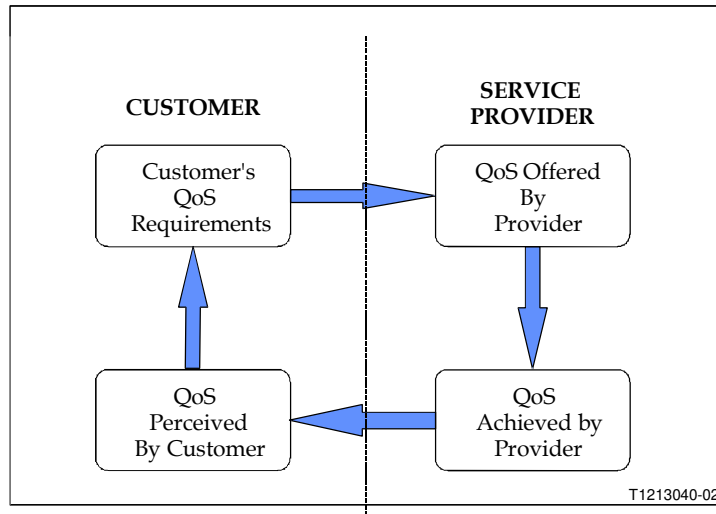 CUSTOMER
SERVICE
PROVIDER
Customer's
QoS
Requirements
QoS Offered
By
Provider
QoS
Perceived
By Customer
QoS
Achieved by
Provider
T1213040-02